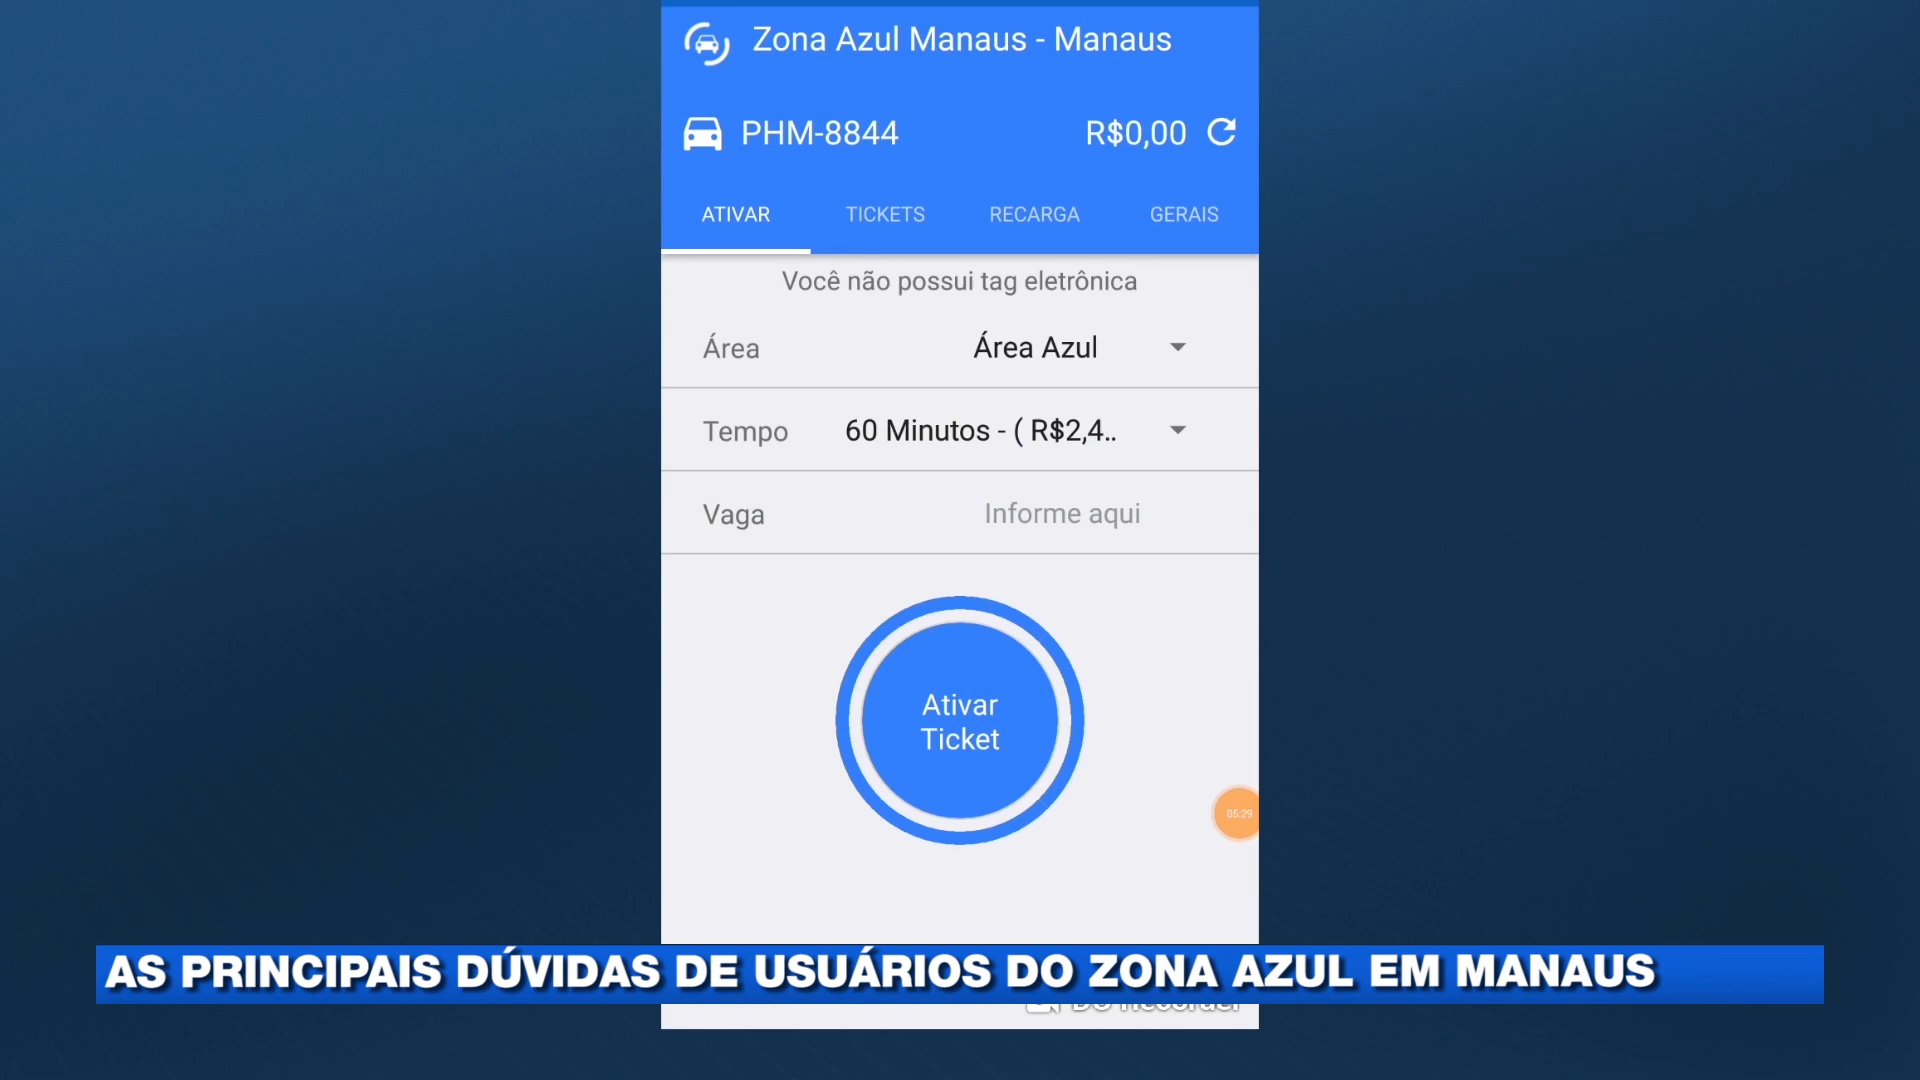 Zona Azul Manaus - Manaus
PHM-8844 R$0,00
ATIVAR TICKETS RECARGA GERAIS
Você não possui tag eletrônica
Área Área Azul
Tempo 60 Minutos - ( R$2,4..
Vaga Informe aqui
Ativar
Ticket
05:29
AS PRINCIPAIS DÚVIDAS DE USUÁRIOS DO ZONA AZUL EM MANAUS